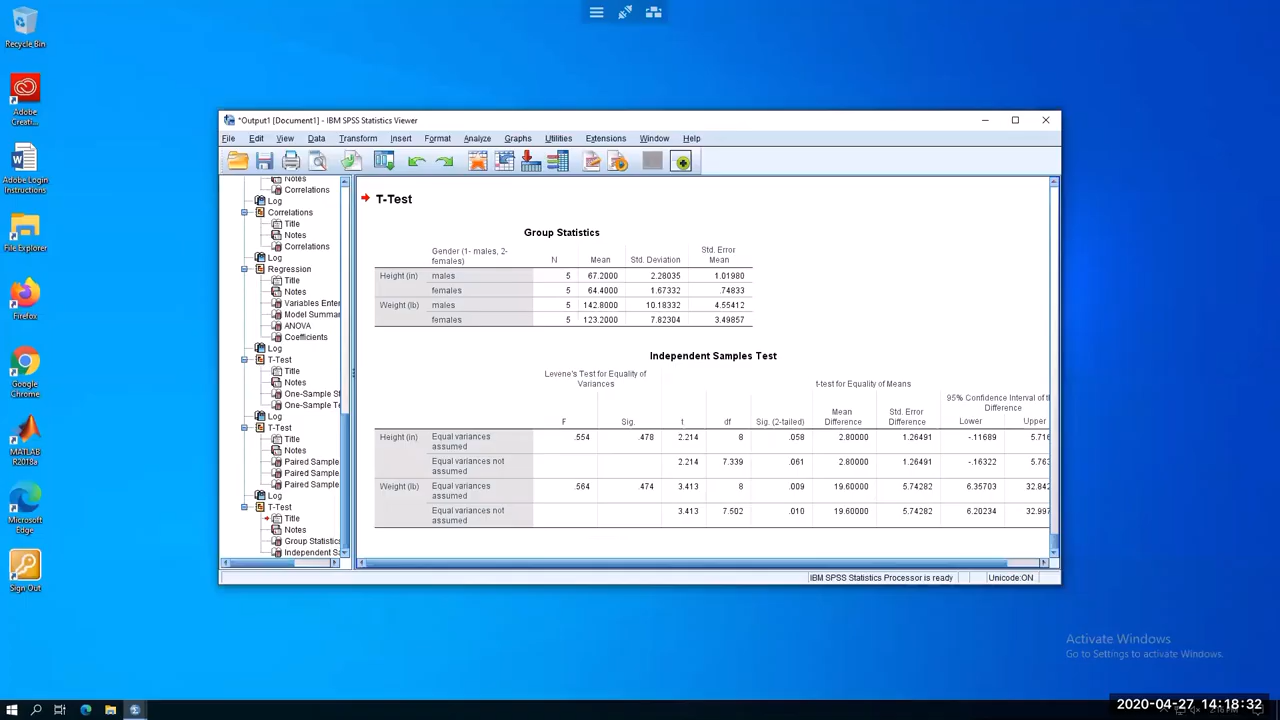 *Output1 [Document1] - IBM SPSS Statistics Viewer
File Edit View Data Transform Insert Format Analyze Graphs Utilities Extensions Window Help
Recycle Bin
Adobe
Creati...
Adobe Login
Instructions
File Explorer
Firefox
Google
Chrome
MATLAB
R2018a
Microsoft
Edge
Sign Out
Notes
Correlations
Log
Correlations
Title
Notes
Correlations
Log
Regression
Title
Notes
Variables Enter
Model Summar
ANOVA
Coefficients
Log
T-Test
Title
Notes
One-Sample St
One-Sample Te
Log
T-Test
Title
Notes
Paired Sample
Paired Sample
Paired Sample
Log
T-Test
Title
Notes
Group Statistics
Independent Sa
T-Test
Group Statistics
Gender (1- males, 2-
females) N Mean Std. Deviation Std. Error
Mean
Height (in) males 5 67.2000 2.28035 1.01980
females 5 64.4000 1.67332 .74833
Weight (lb) males 5 142.8000 10.18332 4.55412
females 5 123.2000 7.82304 3.49857
Independent Samples Test
Levene's Test for Equality of
Variances t-test for Equality of Means
95% Confidence Interval of t
Difference
F Sig. t df Sig. (2-tailed) Mean
Difference Std. Error
Difference Lower Upper
Height (in) Equal variances
assumed .554 .478 2.214 8 .058 2.80000 1.26491 -.11689 5.716
Equal variances not
assumed 2.214 7.339 .061 2.80000 1.26491 -.16322 5.763
Weight (lb) Equal variances
assumed .564 .474 3.413 8 .009 19.60000 5.74282 6.35703 32.842
Equal variances not
assumed 3.413 7.502 .010 19.60000 5.74282 6.20234 32.997
IBM SPSS Statistics Processor is ready Unicode:ON
Activate Windows
Go to Settings to activate Windows.
2020-04-27 14:18:32